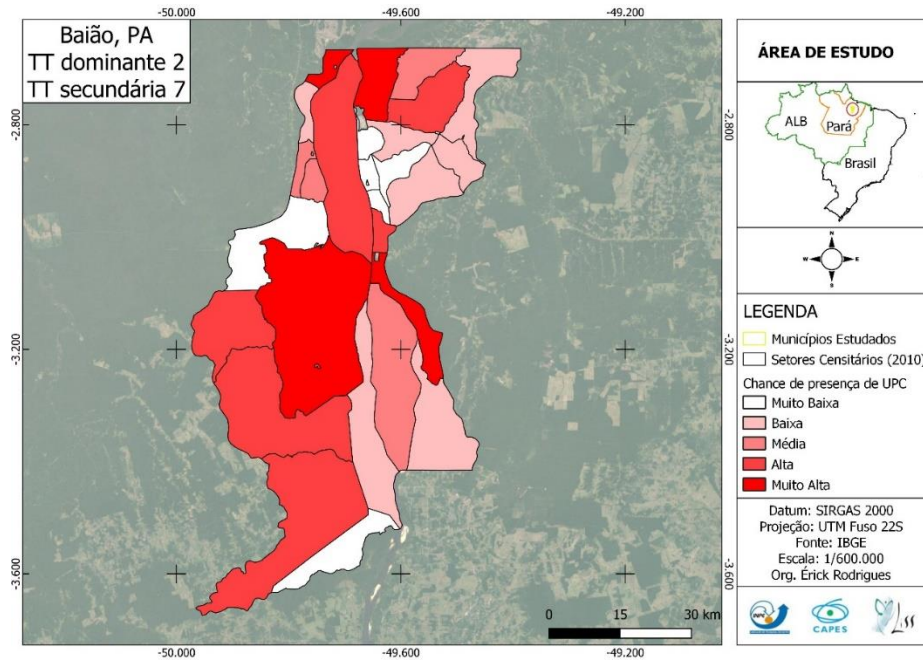 -50.000
-49.600
-49.200
Baião, PA
TT dominante 2
TT secundária 7
-2.800
-3.200
-3.600
-2.800
-3.200
-3.600
0
15
30 km
-50.000
-49.600
-49.200
ÁREA DE ESTUDO
ALB
Pará
Brasil
N
W
E
S
LEGENDA
Municípios Estudados
Setores Censitários (2010)
Chance de presença de UPC
Muito Baixa
Baixa
Média
Alta
Muito Alta
Datum: SIRGAS 2000
Projeção: UTM Fuso 22S
Fonte: IBGE
Escala: 1/600.000
Org. Érick Rodrigues
INPE
CAPES
Liss